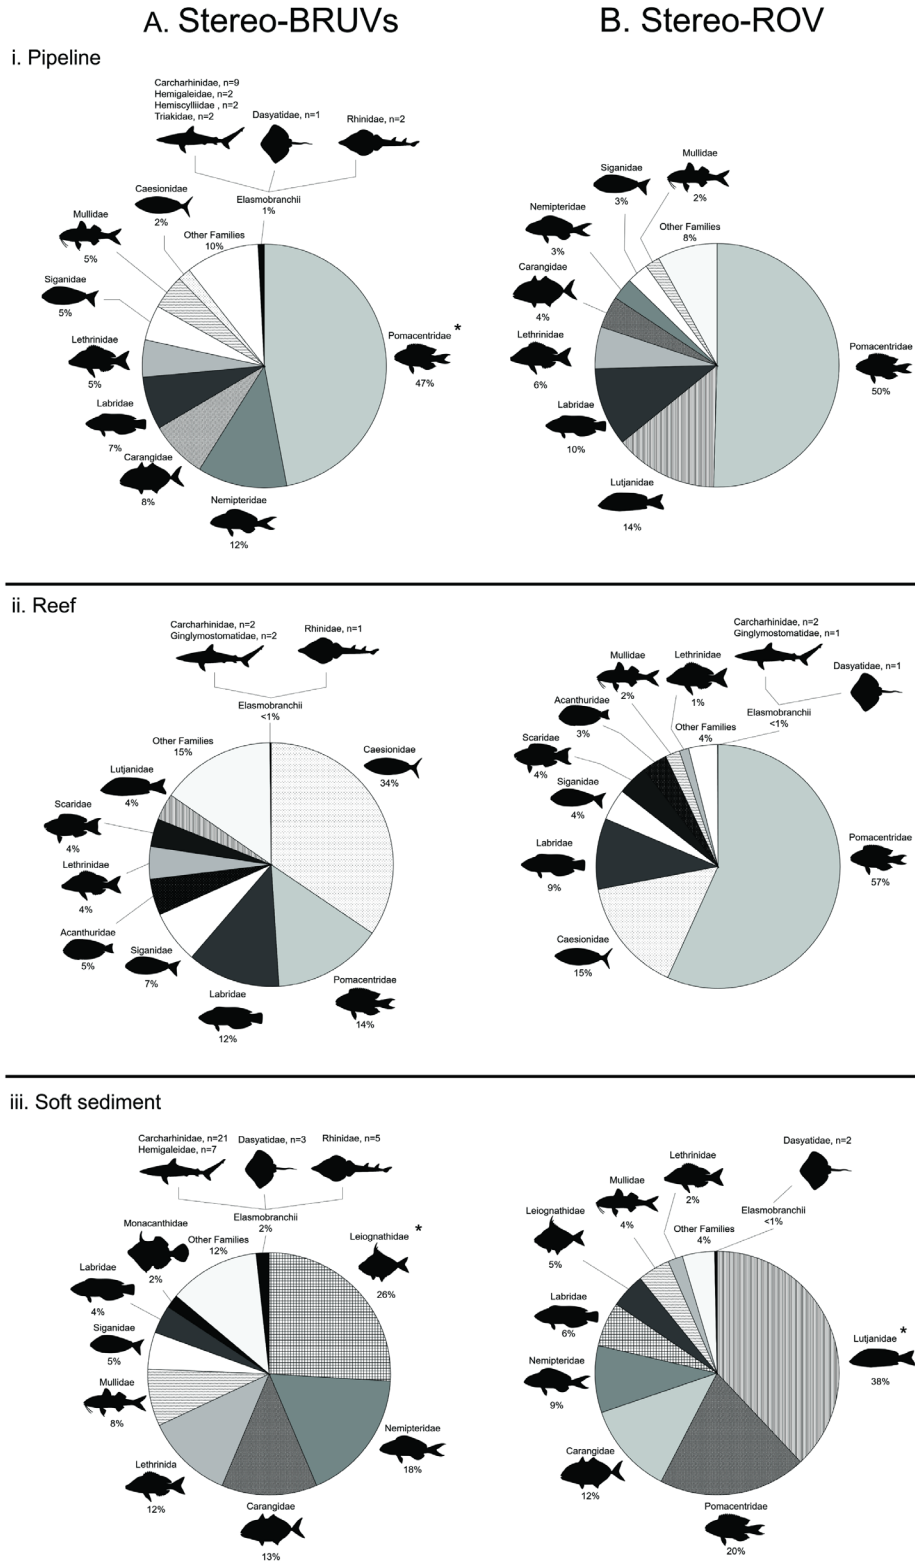 A. Stereo-BRUVs
B. Stereo-ROV
i. Pipeline
Carcharhinidae, n=9
Hemigaleidae, n=2
Hemiscylliidae , n=2
Triakidae, n=2
Dasyatidae, n=1
Rhinidae, n=2
Elasmobranchii
1%
Caesionidae
2%
Other Families
10%
Mullidae
5%
Siganidae
5%
Lethrinidae
5%
Labridae
7%
Carangidae
8%
Nemipteridae
12%
Pomacentridae *
47%
Mullidae
2%
Siganidae
3%
Other Families
8%
Nemipteridae
3%
Carangidae
4%
Lethrinidae
6%
Labridae
10%
Lutjanidae
14%
Pomacentridae
50%
ii. Reef
Carcharhinidae, n=2
Ginglymostomatidae, n=2
Rhinidae, n=1
Elasmobranchii
<1%
Other Families
15%
Caesionidae
34%
Lutjanidae
4%
Scaridae
4%
Lethrinidae
4%
Acanthuridae
5%
Siganidae
7%
Labridae
12%
Pomacentridae
14%
Carcharhinidae, n=2
Ginglymostomatidae, n=1
Dasyatidae, n=1
Elasmobranchii
<1%
Lethrinidae
1%
Mullidae
2%
Other Families
4%
Acanthuridae
3%
Scaridae
4%
Siganidae
4%
Labridae
9%
Caesionidae
15%
Pomacentridae
57%
iii. Soft sediment
Carcharhinidae, n=21
Hemigaleidae, n=7
Dasyatidae, n=3
Rhinidae, n=5
Elasmobranchii
2%
Monacanthidae
2%
Other Families
12%
Leiognathidae *
26%
Labridae
4%
Siganidae
5%
Mullidae
8%
Lethrinida
12%
Carangidae
13%
Nemipteridae
18%
Dasyatidae, n=2
Elasmobranchii
<1%
Lethrinidae
2%
Mullidae
4%
Other Families
4%
Leiognathidae
5%
Labridae
6%
Nemipteridae
9%
Carangidae
12%
Pomacentridae
20%
Lutjanidae *
38%